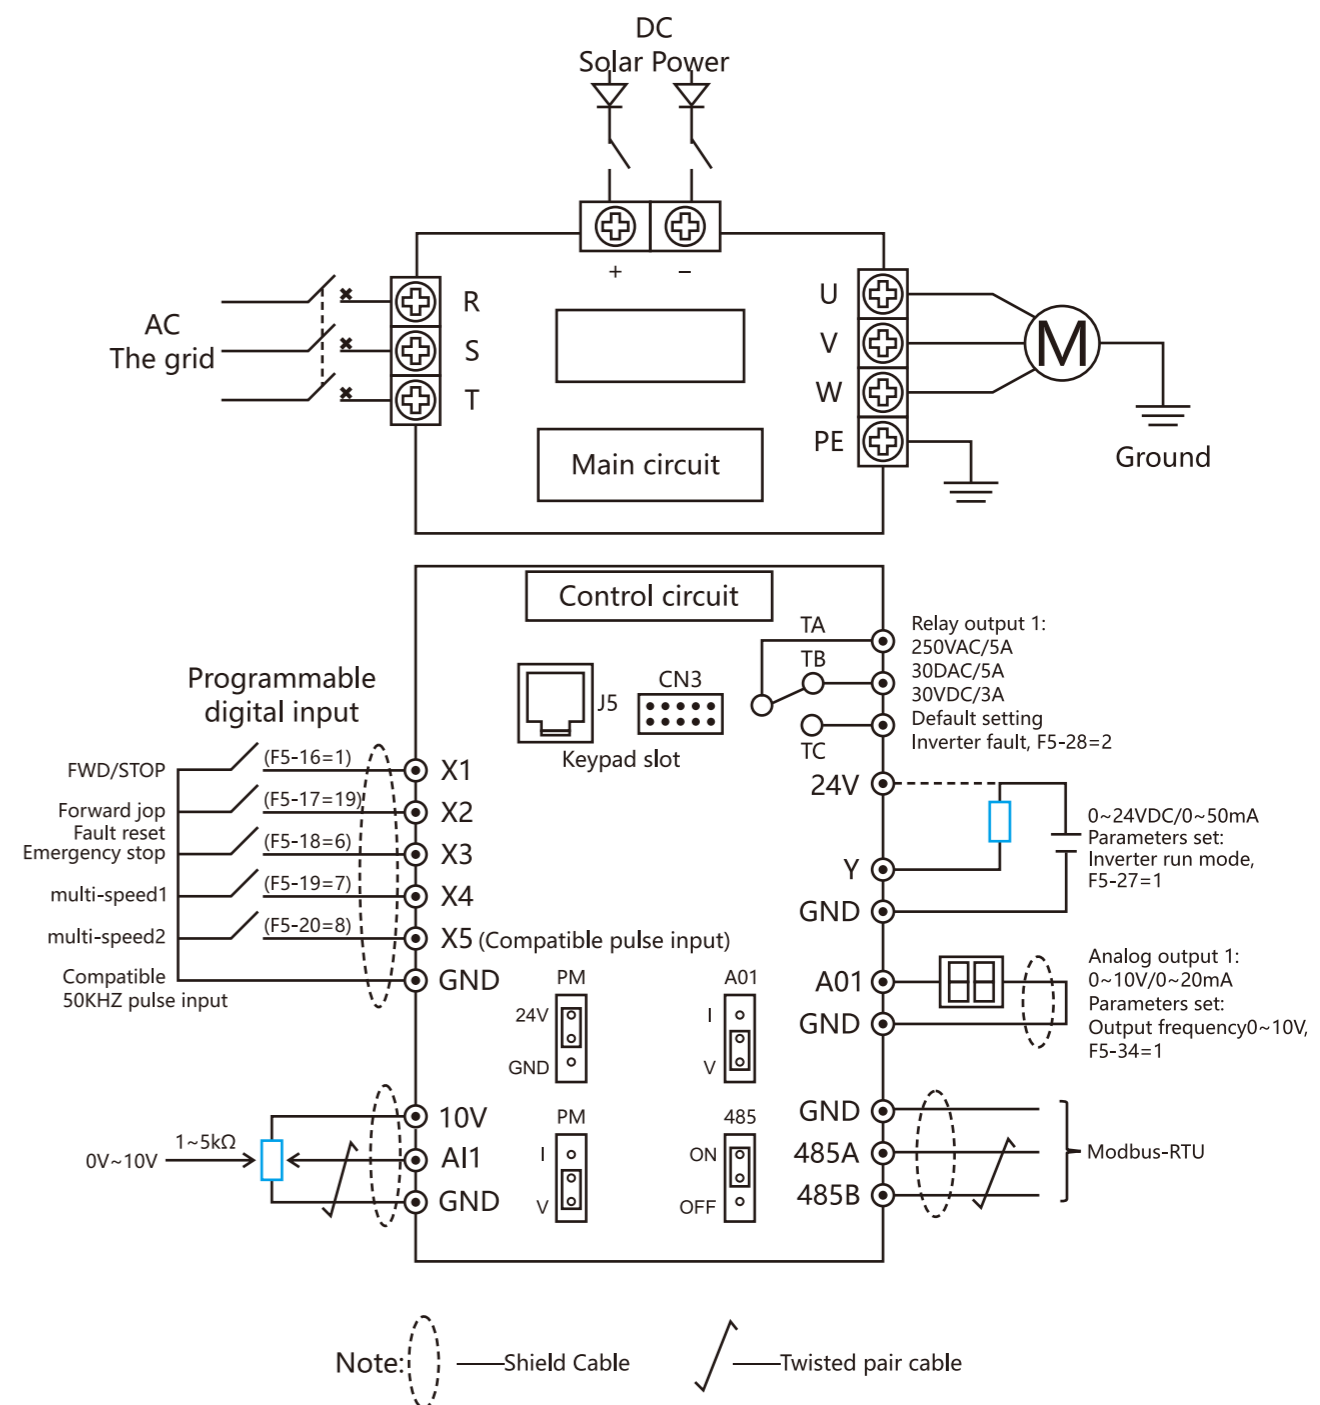 DC
Solar Power
+
−
AC
The grid
R
S
T
U
V
W
PE
M
Ground
Main circuit
Control circuit
TA
TB
TC
J5
CN3
Keypad slot
Relay output 1:
250VAC/5A
30DAC/5A
30VDC/3A
Default setting
Inverter fault, F5-28=2
Programmable
digital input
FWD/STOP
(F5-16=1)
X1
Forward jop
(F5-17=19)
X2
Fault reset
Emergency stop
(F5-18=6)
X3
multi-speed1
(F5-19=7)
X4
multi-speed2
(F5-20=8)
X5 (Compatible pulse input)
Compatible
50KHZ pulse input
GND
24V
Y
GND
0~24VDC/0~50mA
Parameters set:
Inverter run mode,
F5-27=1
PM
24V
GND
A01
I
V
A01
GND
Analog output 1:
0~10V/0~20mA
Parameters set:
Output frequency0~10V,
F5-34=1
0V~10V
1~5kΩ
10V
AI1
GND
PM
I
V
485
ON
OFF
GND
485A
485B
Modbus-RTU
Note:
Shield Cable
Twisted pair cable